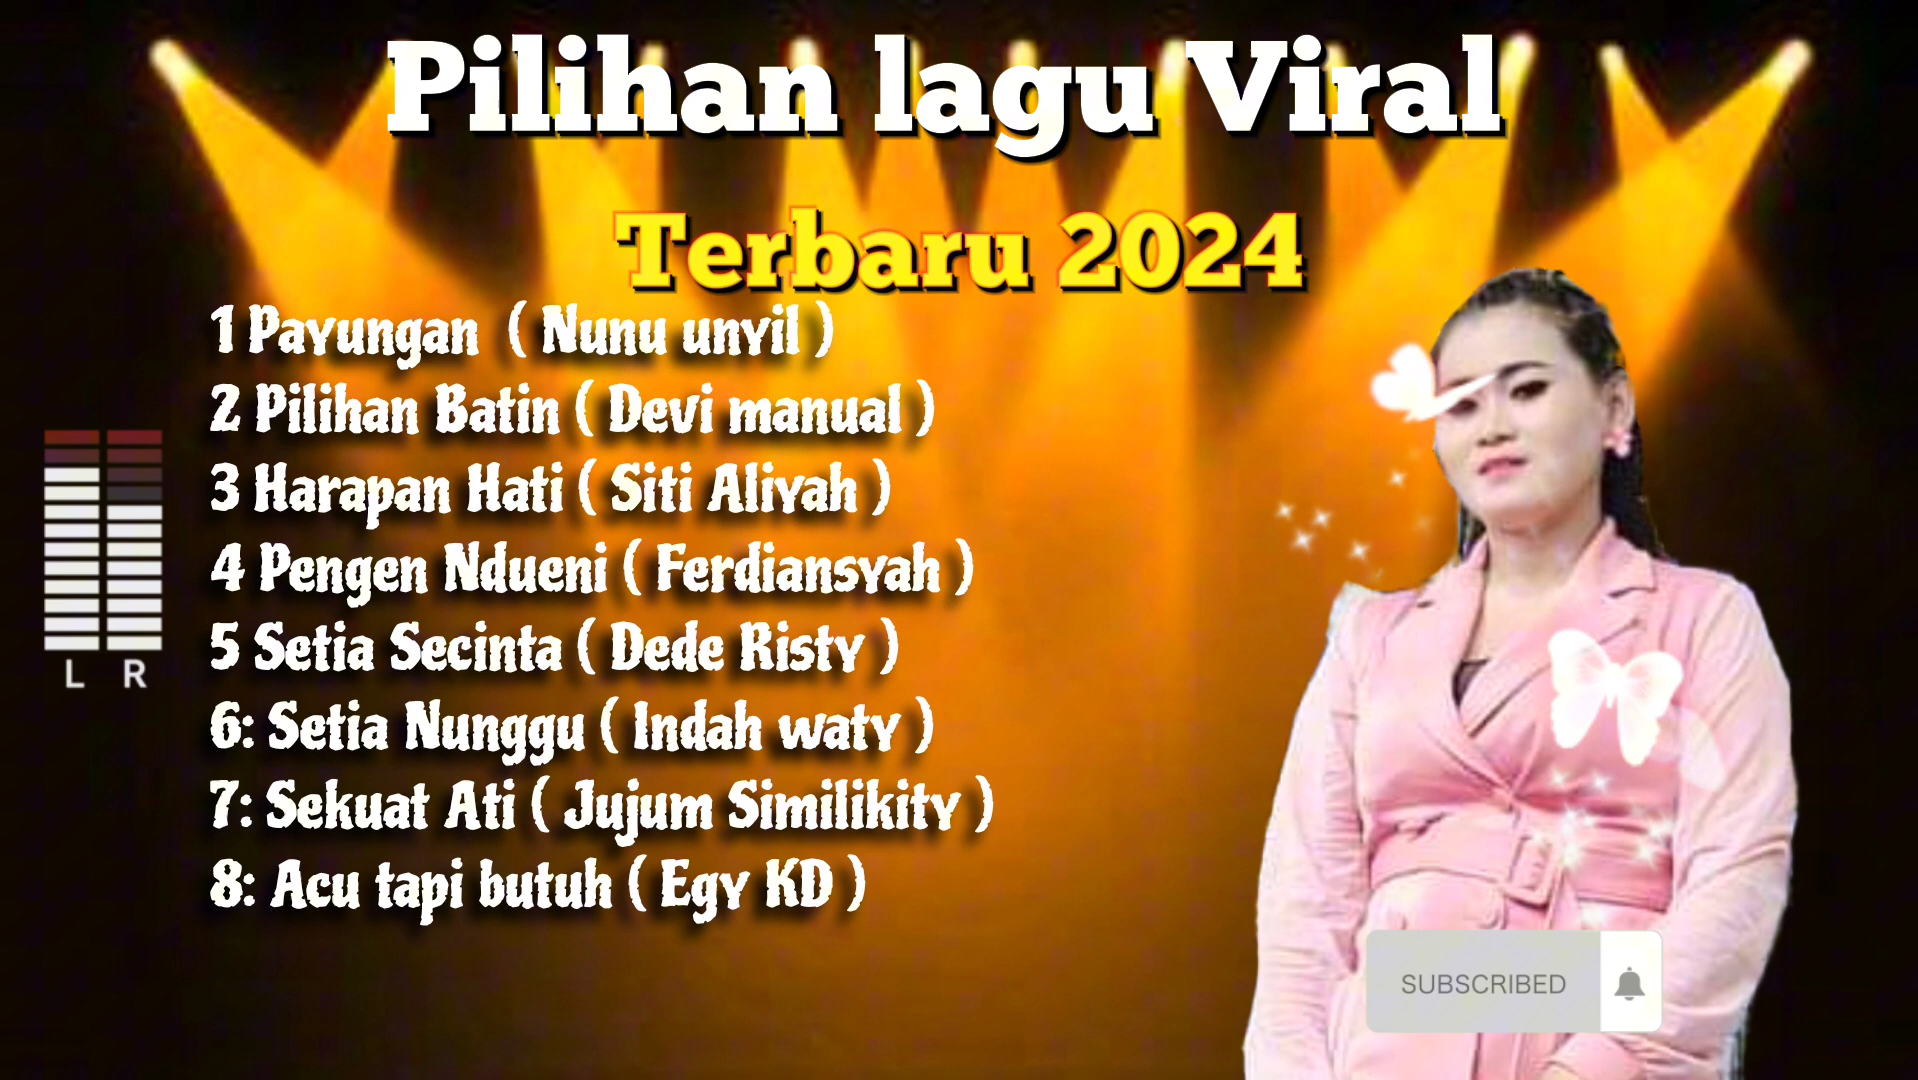 Pilihan lagu Viral
Terbaru 2024
1 Payungan ( Nunu unyil )
2 Pilihan Batin ( Devi manual )
3 Harapan Hati ( Siti Aliyah )
4 Pengen Ndueni ( Ferdiansyah )
5 Setia Secinta ( Dede Risty )
6: Setia Nunggu ( Indah waty )
7: Sekuat Ati ( Jujum Similikity )
8: Acu tapi butuh ( Egy KD )
L R
SUBSCRIBED